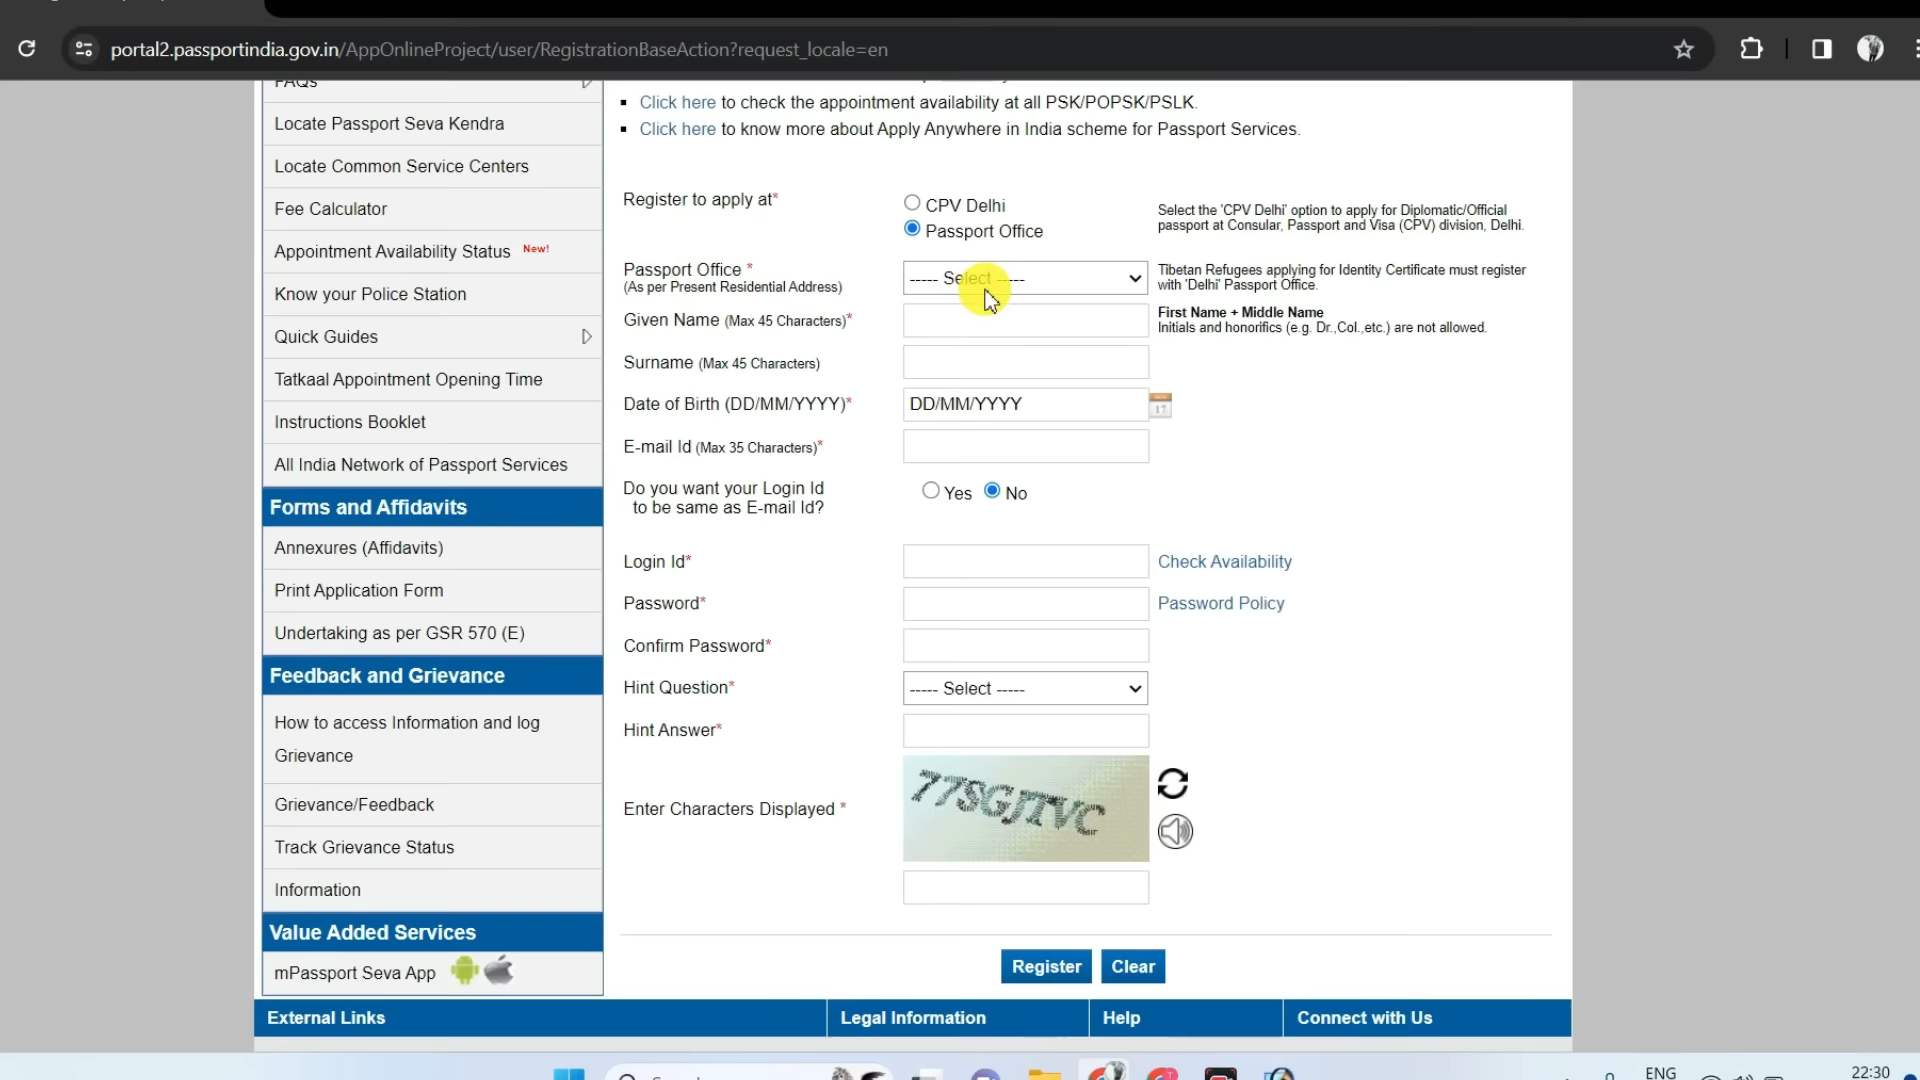 portal2.passportindia.gov.in/AppOnlineProject/user/RegistrationBaseAction?request_locale=en
FAQs
Locate Passport Seva Kendra
Locate Common Service Centers
Fee Calculator
Appointment Availability Status New!
Know your Police Station
Quick Guides
Tatkaal Appointment Opening Time
Instructions Booklet
All India Network of Passport Services
Forms and Affidavits
Annexures (Affidavits)
Print Application Form
Undertaking as per GSR 570 (E)
Feedback and Grievance
How to access Information and log
Grievance
Grievance/Feedback
Track Grievance Status
Information
Value Added Services
mPassport Seva App
Click here to check the appointment availability at all PSK/POPSK/PSLK.
Click here to know more about Apply Anywhere in India scheme for Passport Services.
Register to apply at*
CPV Delhi
Passport Office
Select the 'CPV Delhi' option to apply for Diplomatic/Official
passport at Consular, Passport and Visa (CPV) division, Delhi.
Passport Office *
(As per Present Residential Address)
----- Select -----
Tibetan Refugees applying for Identity Certificate must register
with 'Delhi' Passport Office.
Given Name (Max 45 Characters)*
First Name + Middle Name
Initials and honorifics (e.g. Dr.,Col.,etc.) are not allowed.
Surname (Max 45 Characters)
Date of Birth (DD/MM/YYYY)*
DD/MM/YYYY
17
E-mail Id (Max 35 Characters)*
Do you want your Login Id
to be same as E-mail Id?
Yes No
Login Id*
Check Availability
Password*
Password Policy
Confirm Password*
Hint Question*
----- Select -----
Hint Answer*
Enter Characters Displayed *
Register Clear
External Links Legal Information Help Connect with Us
ENG
22:30